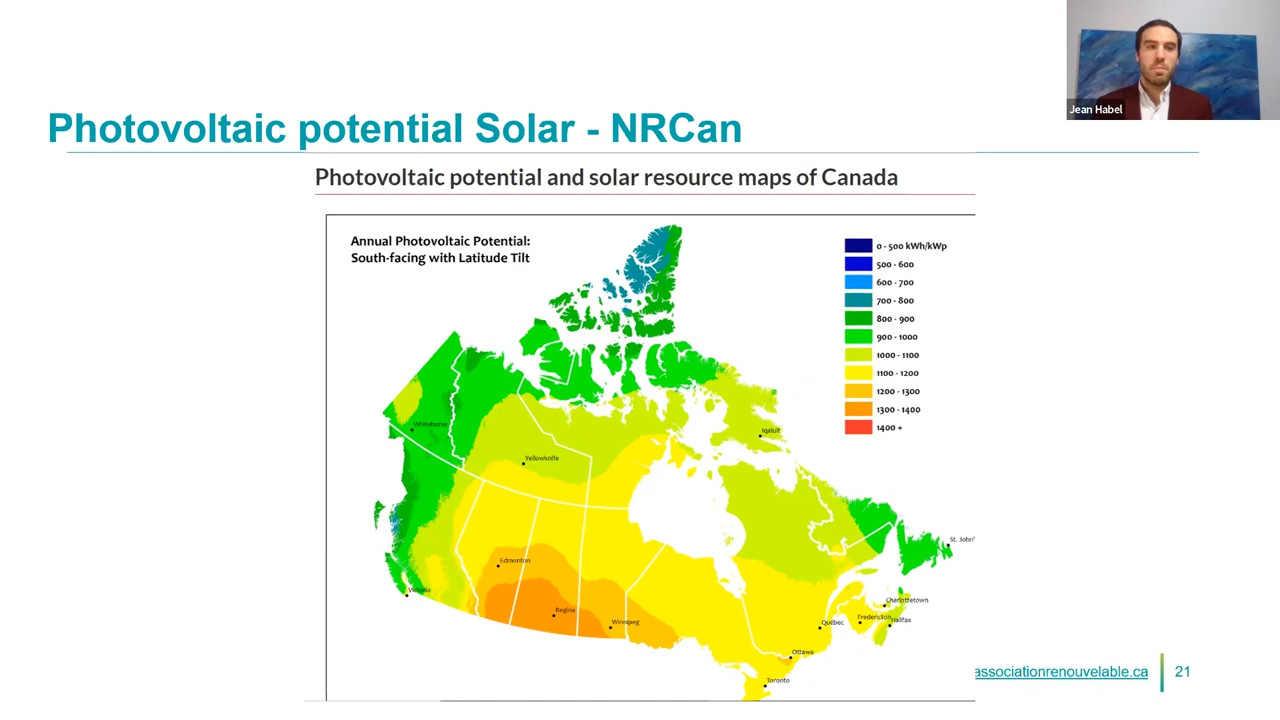 Jean Habel
Photovoltaic potential Solar - NRCan
Photovoltaic potential and solar resource maps of Canada
Annual Photovoltaic Potential:
South-facing with Latitude Tilt
0 - 500 kWh/kWp
500 - 600
600 - 700
700 - 800
800 - 900
900 - 1000
1000 - 1100
1100 - 1200
1200 - 1300
1300 - 1400
1400 +
Whitehorse
Iqaluit
Yellowknife
St. John'
Edmonton
Victoria
Charlottetown
Regina
Winnipeg
Québec
Fredericton
Halifax
Ottawa
Toronto
associationrenouvelable.ca
21